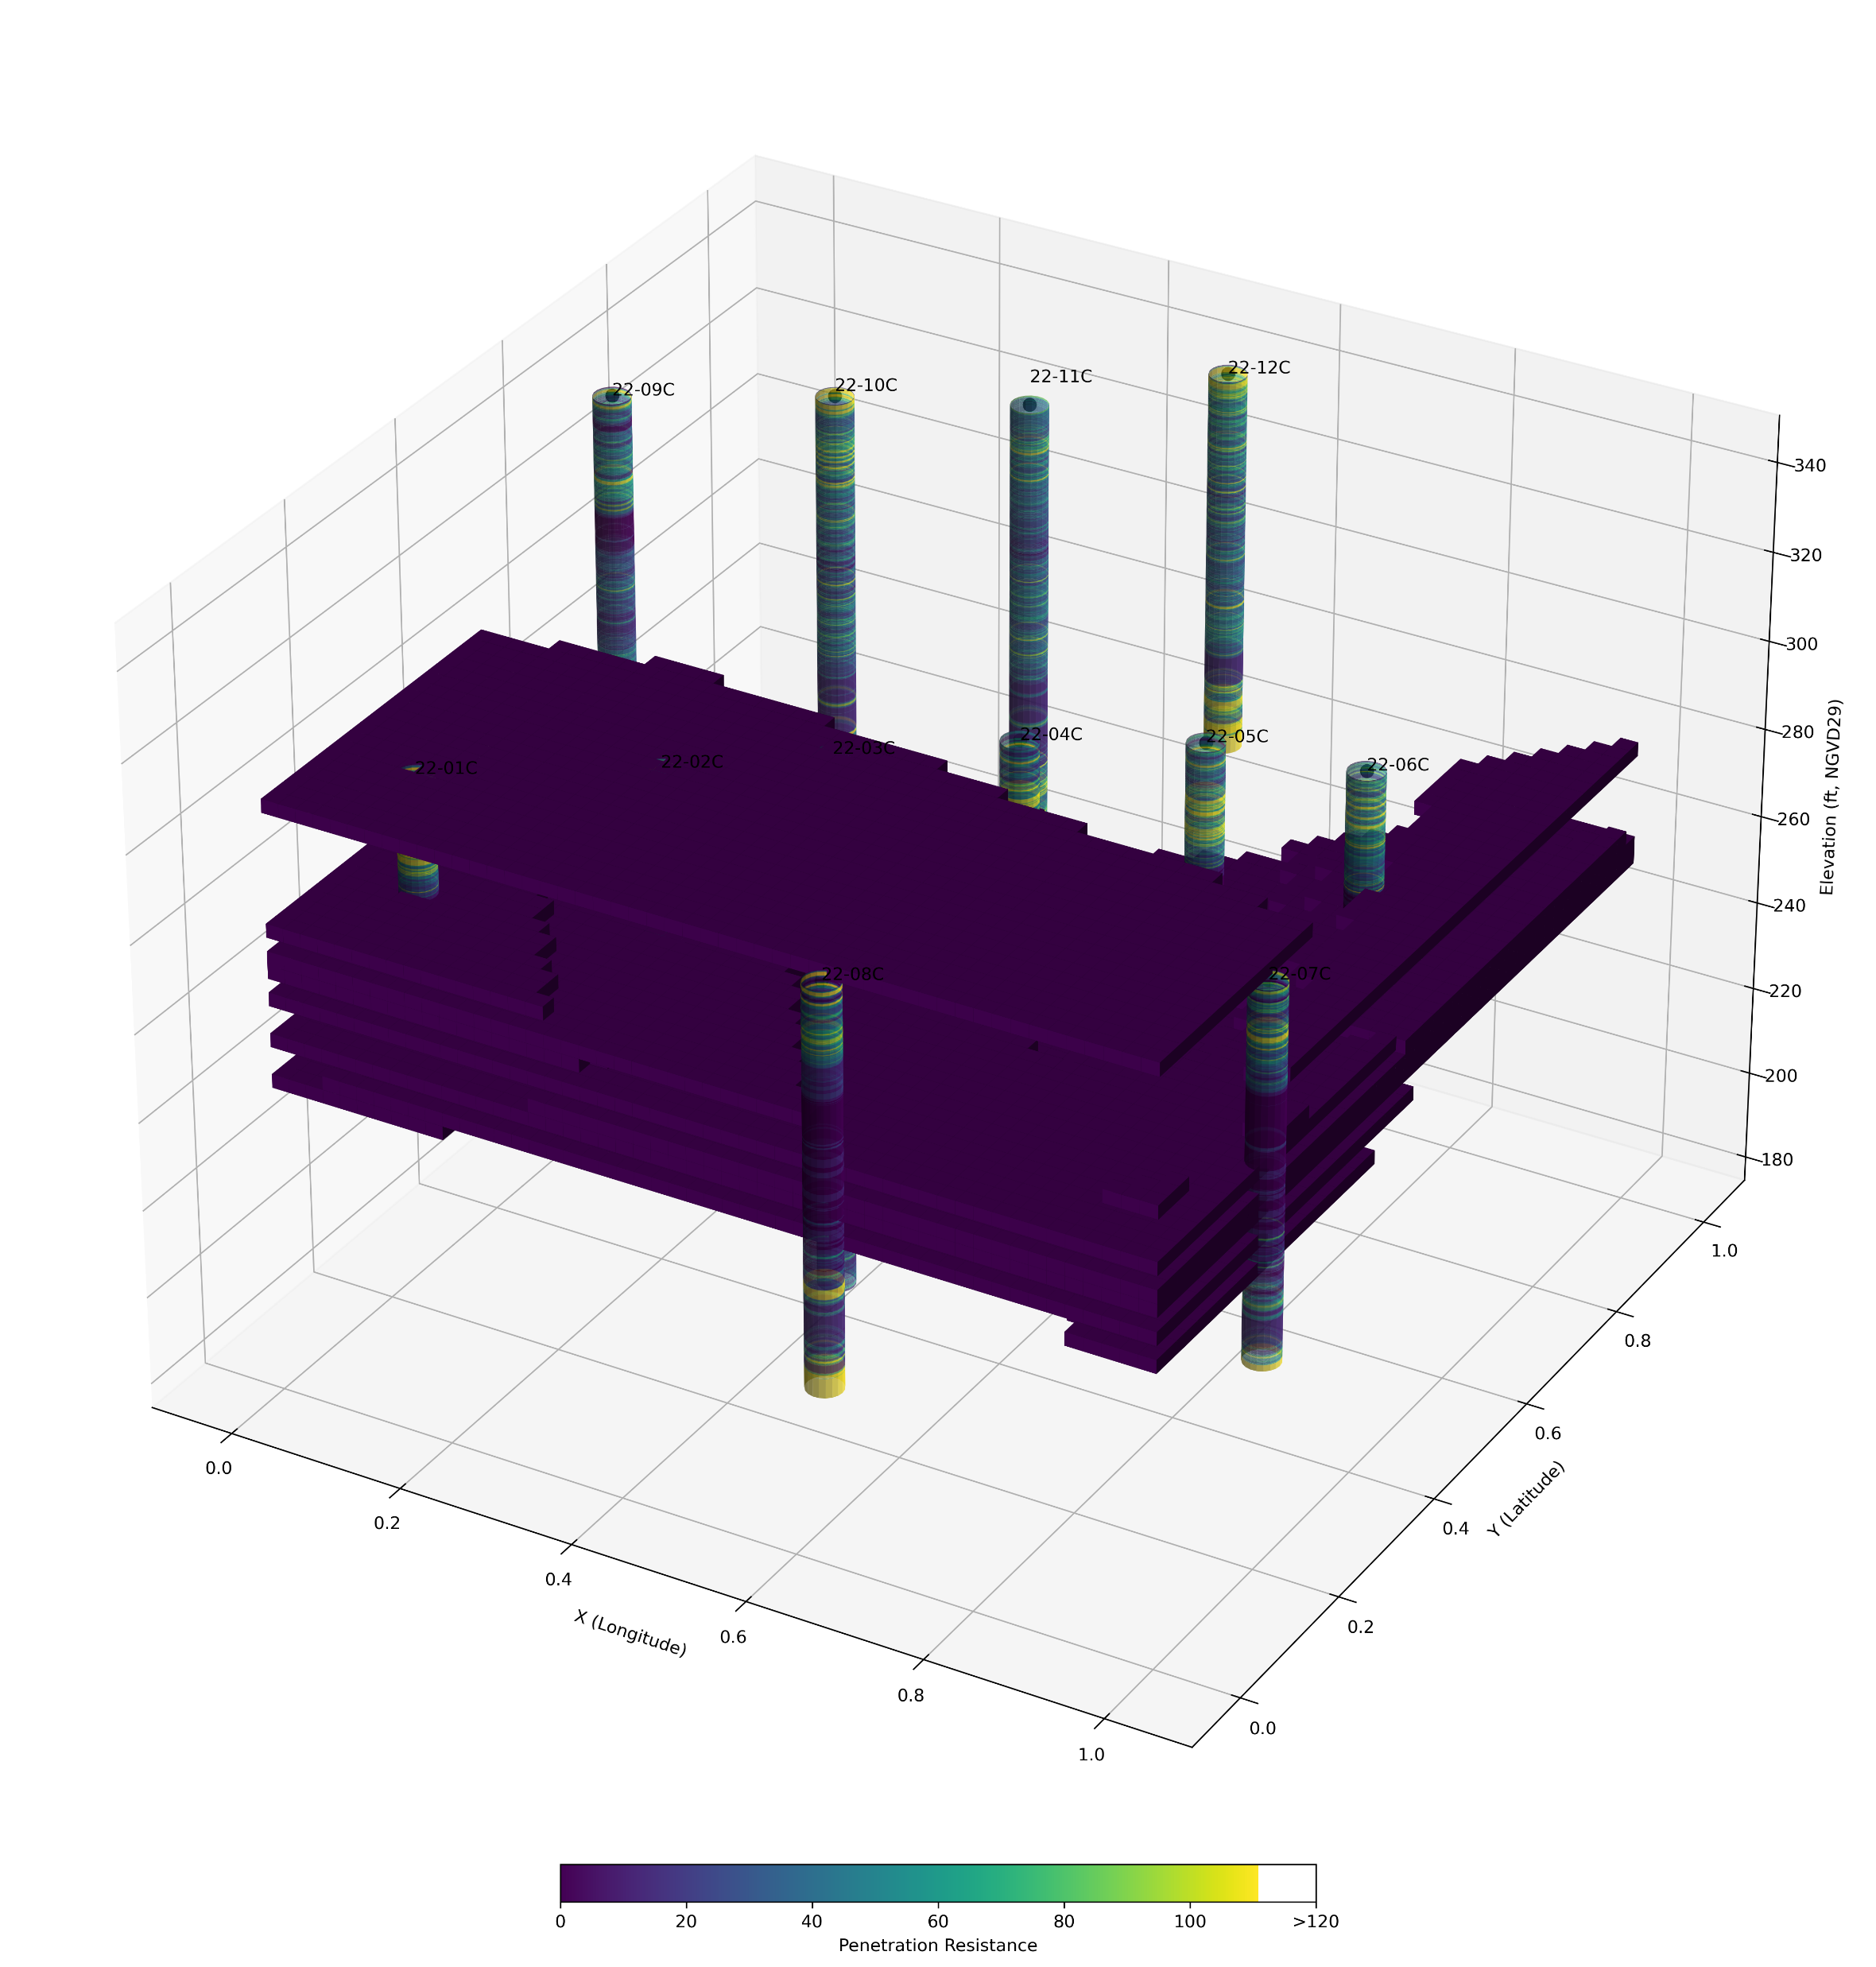 22-12C
22-11C
22-10C
22-09C
340
320
300
280
260
240
220
200
180
Elevation (ft, NGVD29)
22-04C
22-05C
22-03C
22-02C
22-01C
22-06C
22-08C
22-07C
1.0
0.8
0.6
0.4
0.2
0.0
Y (Latitude)
0.0
0.2
0.4
0.6
0.8
1.0
X (Longitude)
0 20 40 60 80 100 >120
Penetration Resistance